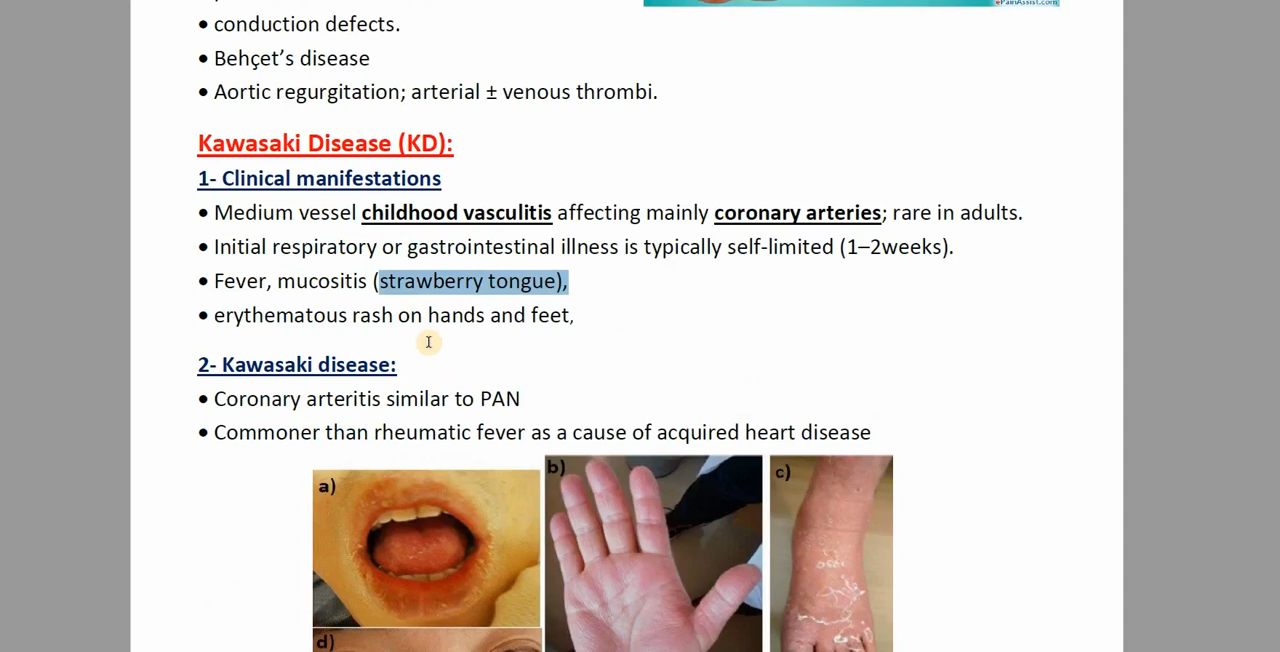 ePainAssist.com
• conduction defects.
• Behçet’s disease
• Aortic regurgitation; arterial ± venous thrombi.
Kawasaki Disease (KD):
1- Clinical manifestations
• Medium vessel childhood vasculitis affecting mainly coronary arteries; rare in adults.
• Initial respiratory or gastrointestinal illness is typically self-limited (1–2weeks).
• Fever, mucositis (strawberry tongue),
• erythematous rash on hands and feet,
2- Kawasaki disease:
• Coronary arteritis similar to PAN
• Commoner than rheumatic fever as a cause of acquired heart disease
a)
b)
c)
d)